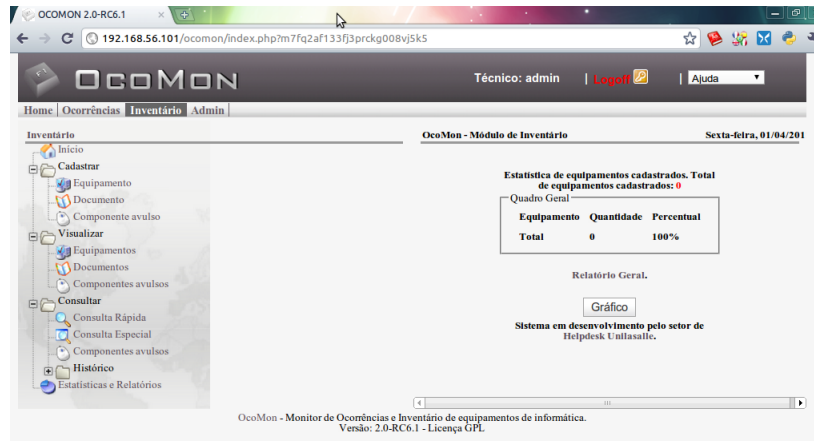 OCOMON 2.0-RC6.1
192.168.56.101/ocomon/index.php?m7fq2af133fj3prckg008vj5k5
OCOMON
Técnico: admin | Logoff | Ajuda
Home | Ocorrências Inventário Admin |
Inventário
Inicio
Cadastrar
Equipamento
Documento
Componente avulso
Visualizar
Equipamentos
Documentos
Componentes avulsos
Consultar
Consulta Rápida
Consulta Especial
Componentes avulsos
Histórico
Estatísticas e Relatórios
OcoMon - Módulo de Inventário
Sexta-feira, 01/04/201
Estatística de equipamentos cadastrados. Total
de equipamentos cadastrados: 0
Quadro Geral
Equipamento Quantidade Percentual
Total 0 100%
Relatório Geral.
Gráfico
Sistema em desenvolvimento pelo setor de
Helpdesk Unilasalle.
OcoMon - Monitor de Ocorrências e Inventário de equipamentos de informática.
Versão: 2.0-RC6.1 - Licença GPL